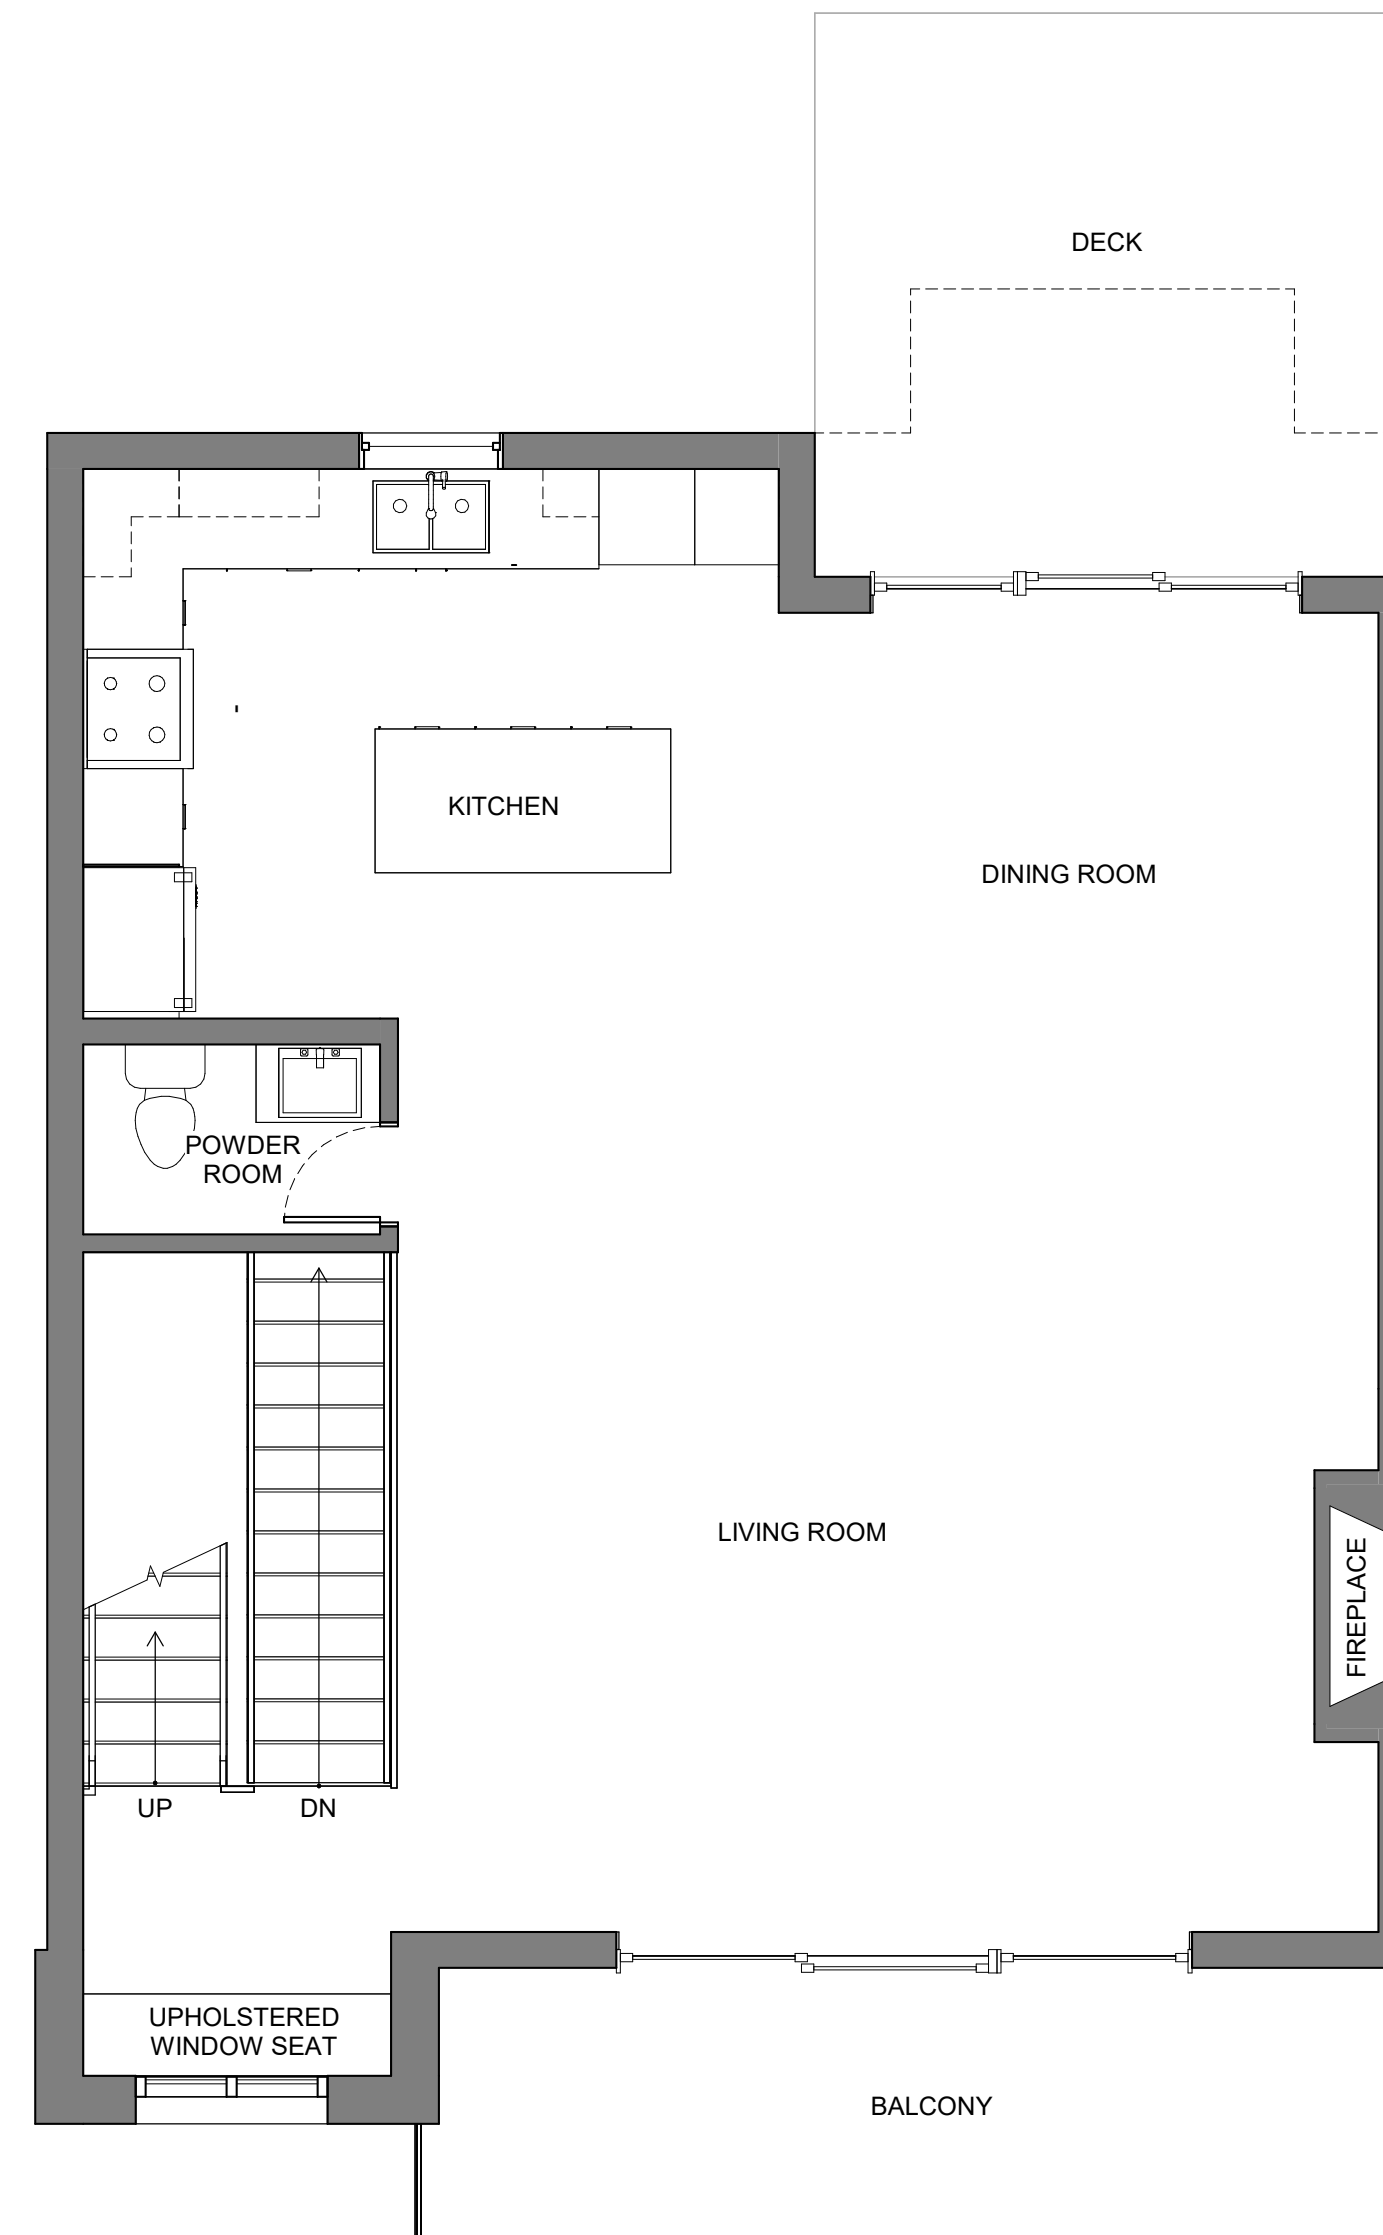 DECK
KITCHEN
DINING ROOM
POWDER
ROOM
LIVING ROOM
FIREPLACE
UP
DN
UPHOLSTERED
WINDOW SEAT
BALCONY